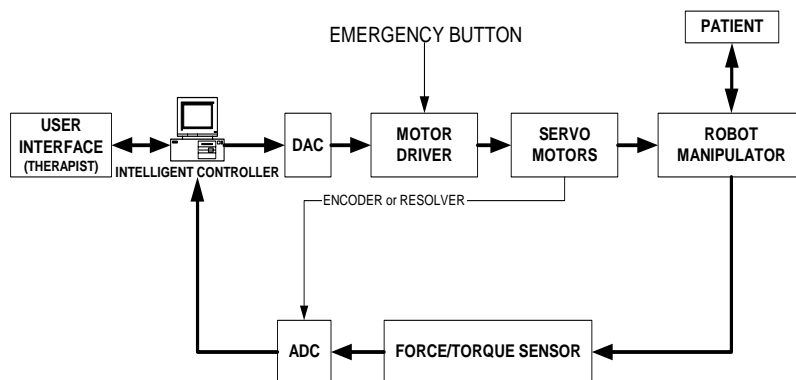 EMERGENCY BUTTON
PATIENT
USER
INTERFACE
(THERAPIST)
INTELLIGENT CONTROLLER
DAC
MOTOR
DRIVER
SERVO
MOTORS
ROBOT
MANIPULATOR
ENCODER or RESOLVER
ADC
FORCE/TORQUE SENSOR